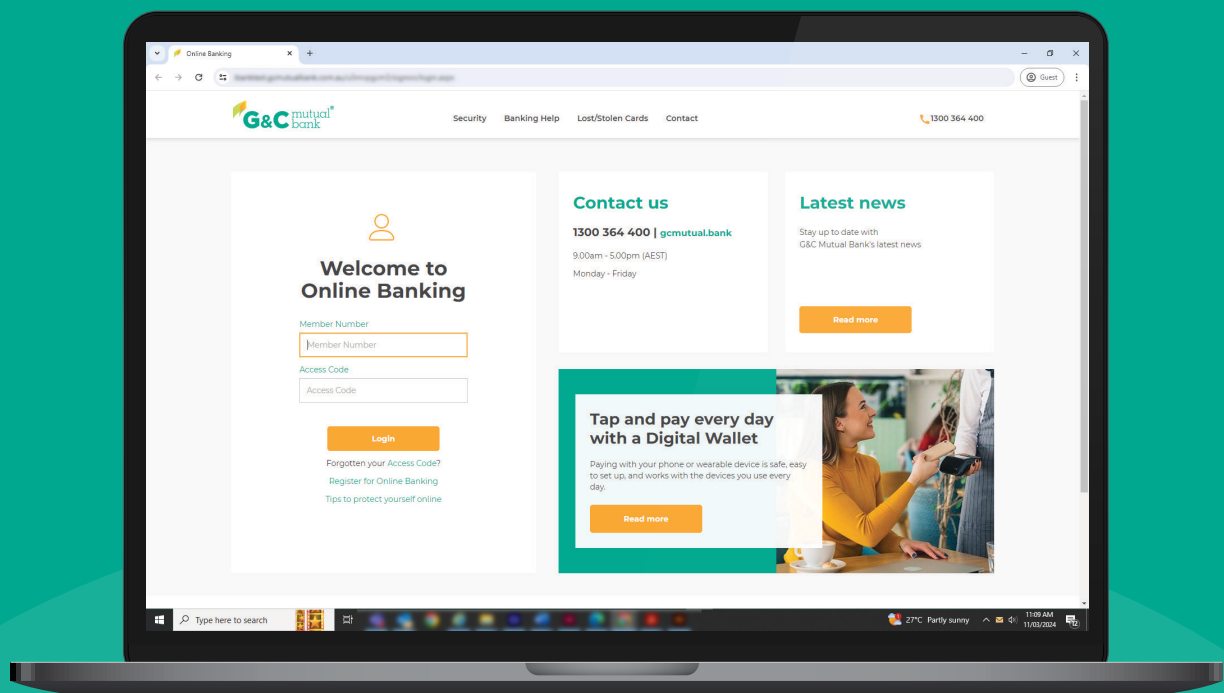 Online Banking
Guest
G&C mutual bank®
Security Banking Help Lost/Stolen Cards Contact
1300 364 400
Welcome to
Online Banking
Member Number
Member Number
Access Code
Access Code
Login
Forgotten your Access Code?
Register for Online Banking
Tips to protect yourself online
Contact us
1300 364 400 | gcmutual.bank
9.00am - 5.00pm (AEST)
Monday - Friday
Latest news
Stay up to date with
G&C Mutual Bank's latest news
Read more
Tap and pay every day
with a Digital Wallet
Paying with your phone or wearable device is safe, easy
to set up, and works with the devices you use every
day.
Read more
Type here to search
27°C Partly sunny
11:09 AM
11/03/2024
12